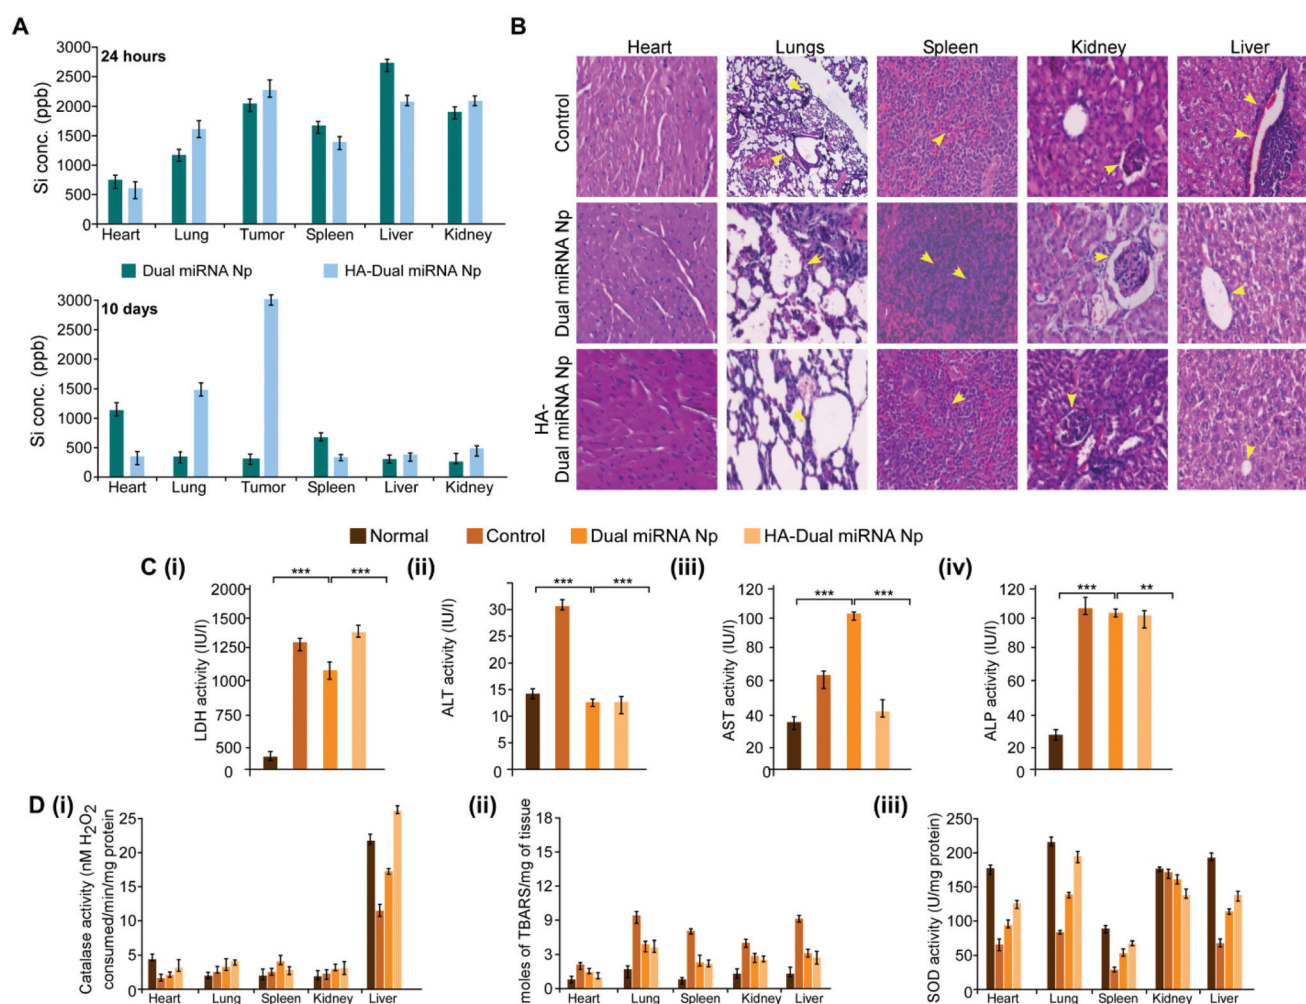 A
24 hours
Si conc. (ppb)
3000
2500
2000
1500
1000
500
0
Heart Lung Tumor Spleen Liver Kidney
Dual miRNA Np HA-Dual miRNA Np
10 days
Si conc. (ppb)
3000
2500
2000
1500
1000
500
0
Heart Lung Tumor Spleen Liver Kidney
B
Heart Lungs Spleen Kidney Liver
Control
Dual miRNA Np
HA-
Dual miRNA Np
Normal Control Dual miRNA Np HA-Dual miRNA Np
C (i)
LDH activity (IU/l)
2000
1500
1250
1000
750
500
0
*** ***
(ii)
ALT activity (IU/l)
30
25
20
15
10
5
0
*** ***
(iii)
AST activity (IU/l)
120
100
80
60
40
20
0
*** ***
(iv)
ALP activity (IU/l)
120
100
80
60
40
20
0
*** **
D (i)
Catalase activity (nM H2O2
consumed/min/mg protein
25
20
15
10
5
0
Heart Lung Spleen Kidney Liver
(ii)
moles of TBARS/mg of tissue
18
15
9
3
1
0
Heart Lung Spleen Kidney Liver
(iii)
SOD activity (U/mg protein)
250
200
150
100
50
0
Heart Lung Spleen Kidney Liver